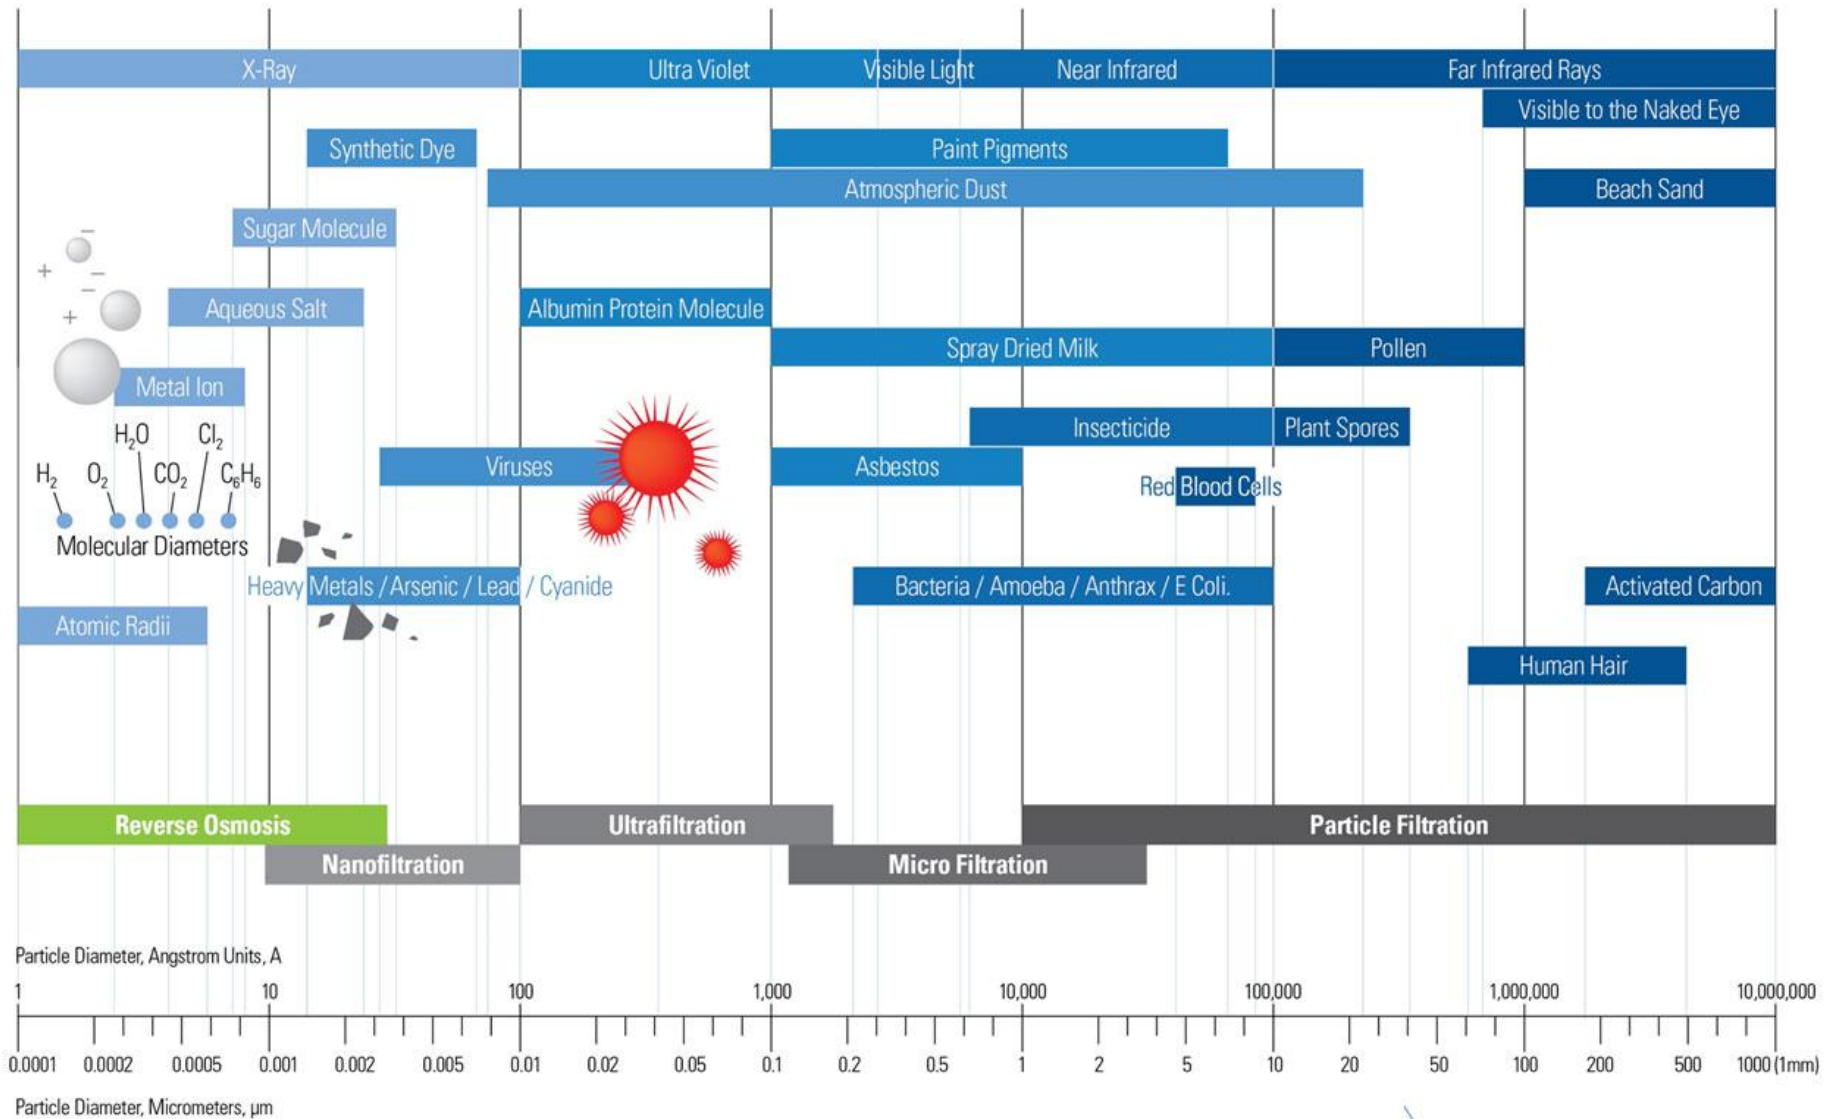 X-Ray Ultra Violet Visible Light Near Infrared Far Infrared Rays
Visible to the Naked Eye
Synthetic Dye Paint Pigments
Atmospheric Dust Beach Sand
Sugar Molecule
Aqueous Salt Albumin Protein Molecule
Spray Dried Milk Pollen
Metal Ion
Insecticide Plant Spores
H₂O Cl₂
Viruses Asbestos
H₂ O₂ CO₂ C₆H₆
Red Blood Cells
Molecular Diameters
Heavy Metals / Arsenic / Lead / Cyanide Bacteria / Amoeba / Anthrax / E Coli. Activated Carbon
Atomic Radii
Human Hair
Reverse Osmosis Ultrafiltration Particle Filtration
Nanofiltration Micro Filtration
Particle Diameter, Angstrom Units, A
1 10 100 1,000 10,000 100,000 1,000,000 10,000,000
0.0001 0.0002 0.0005 0.001 0.002 0.005 0.01 0.02 0.05 0.1 0.2 0.5 1 2 5 10 20 50 100 200 500 1000 (1mm)
Particle Diameter, Micrometers, µm